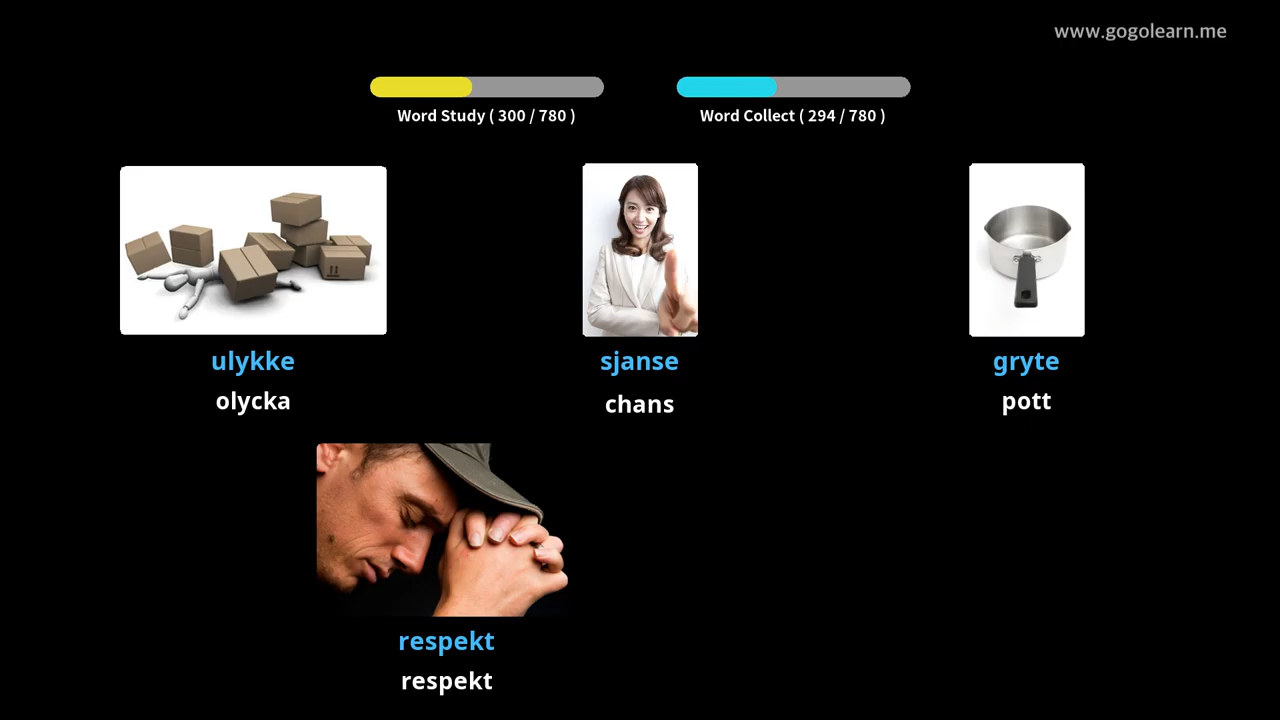 www.gogolearn.me
Word Study ( 300 / 780 )
Word Collect ( 294 / 780 )
ulykke
olycka
sjanse
chans
gryte
pott
respekt
respekt